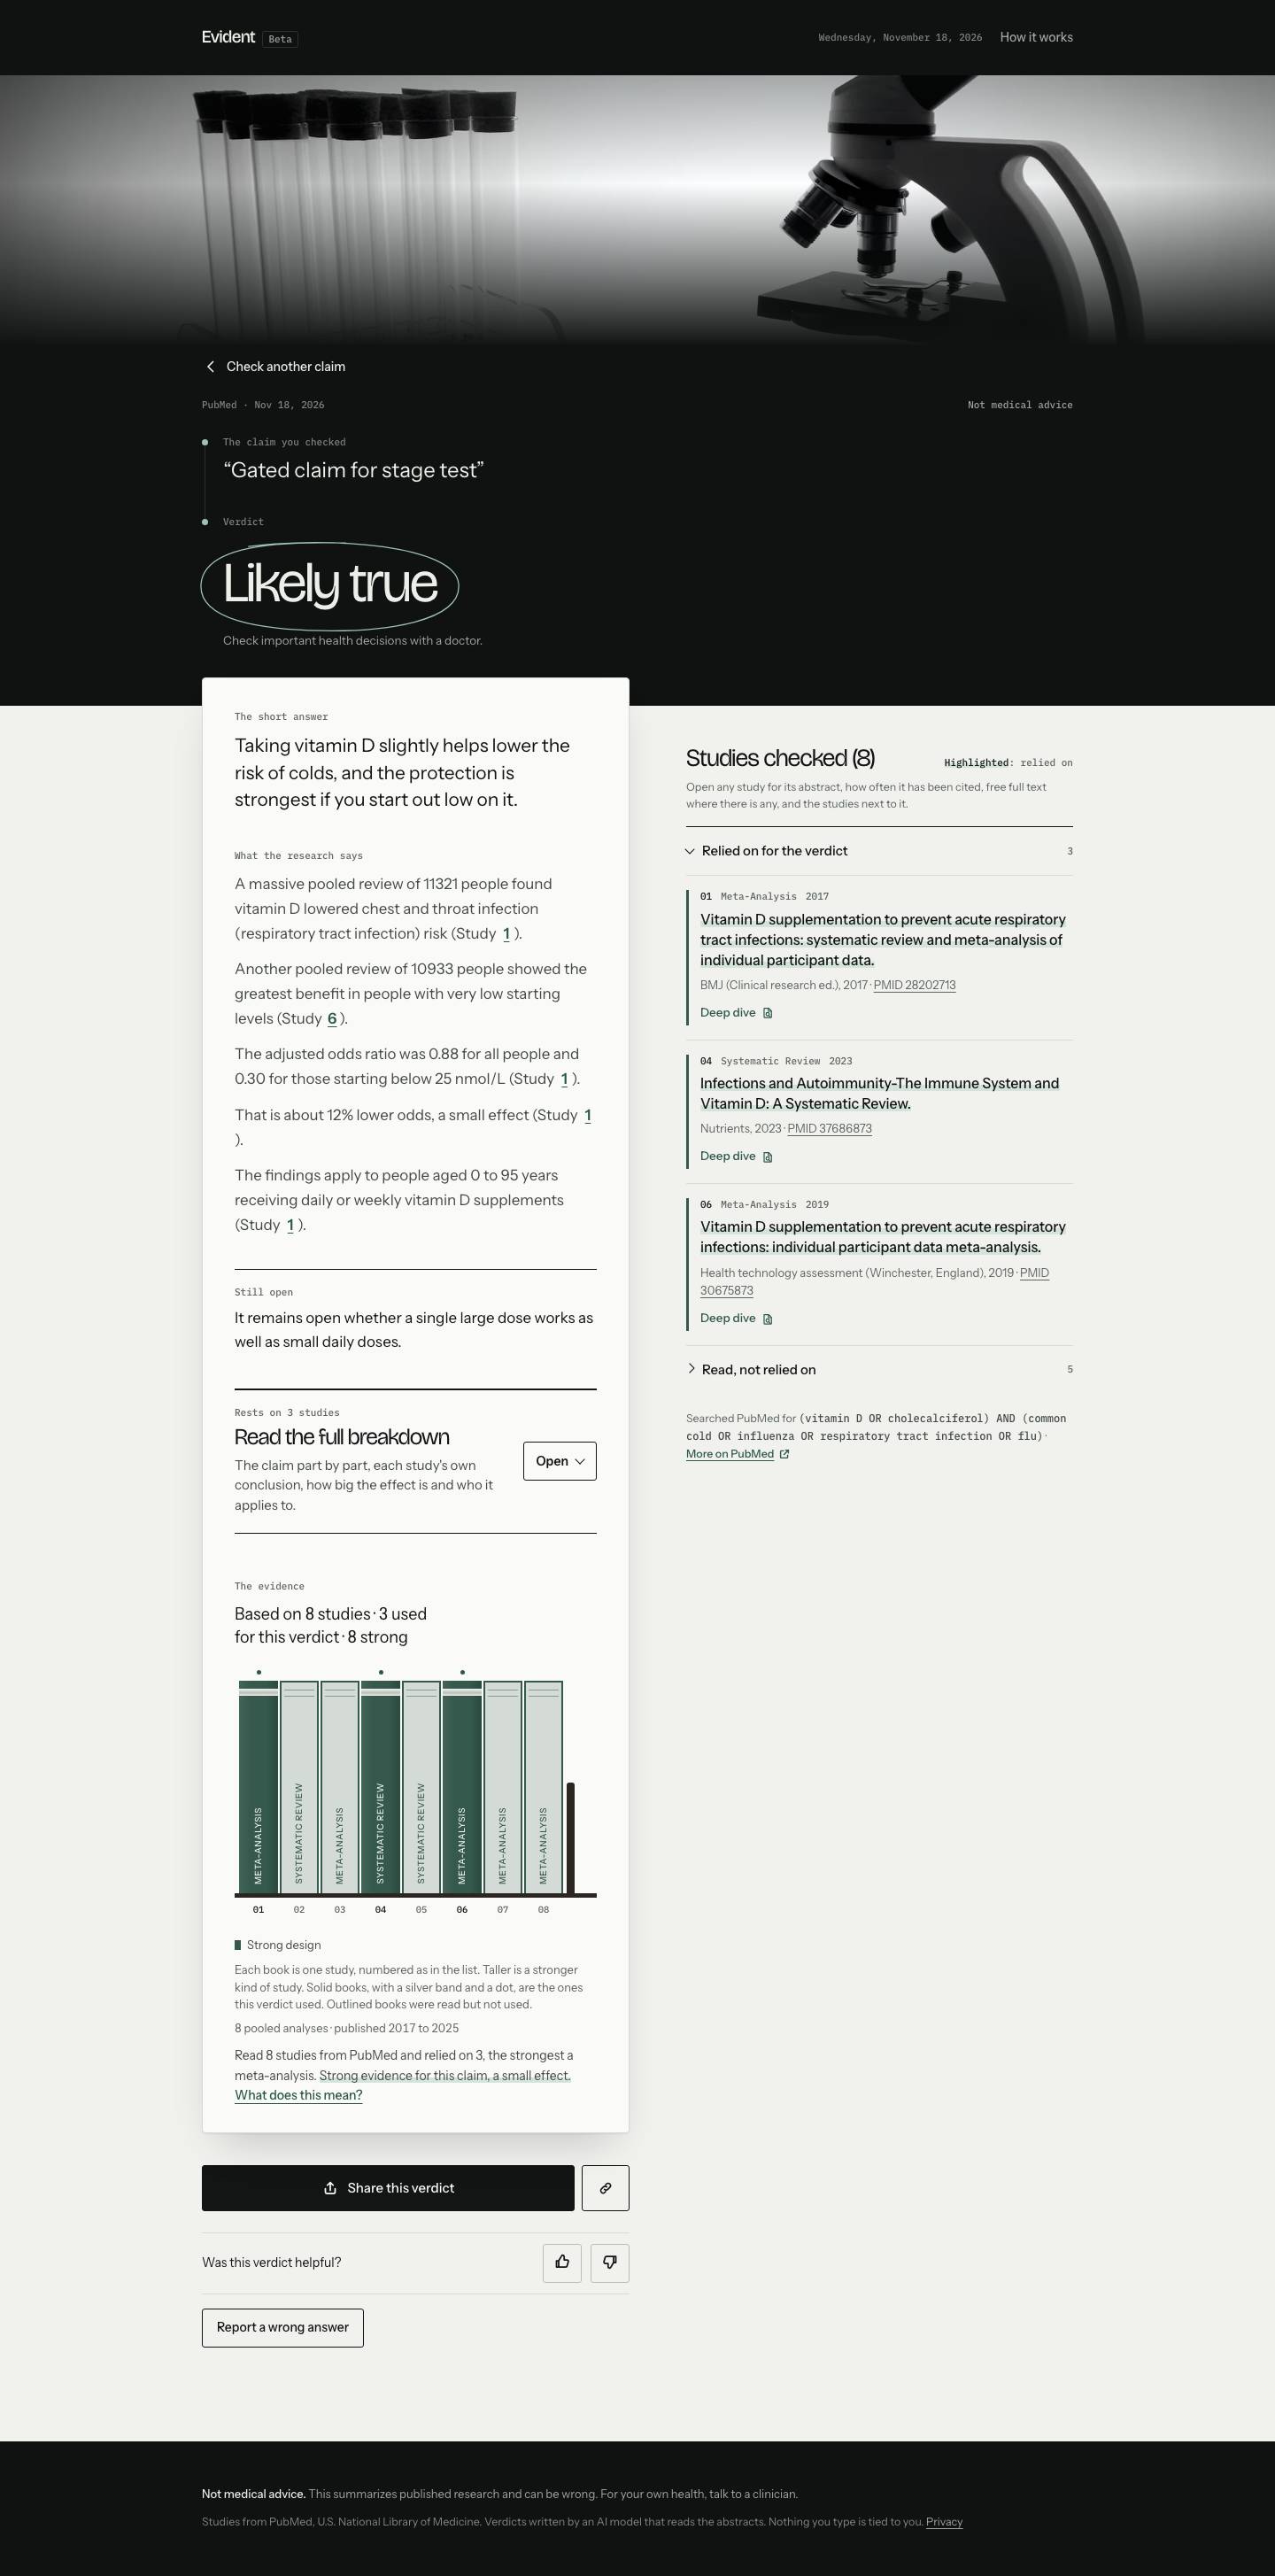 Evident Beta
Wednesday, November 18, 2026 How it works
Check another claim
PubMed · Nov 18, 2026
Not medical advice
The claim you checked
“Gated claim for stage test”
Verdict
Likely true
Check important health decisions with a doctor.
The short answer
Taking vitamin D slightly helps lower the
risk of colds, and the protection is
strongest if you start out low on it.
What the research says
A massive pooled review of 11321 people found
vitamin D lowered chest and throat infection
(respiratory tract infection) risk (Study 1 ).
Another pooled review of 10933 people showed the
greatest benefit in people with very low starting
levels (Study 6 ).
The adjusted odds ratio was 0.88 for all people and
0.30 for those starting below 25 nmol/L (Study 1 ).
That is about 12% lower odds, a small effect (Study 1
).
The findings apply to people aged 0 to 95 years
receiving daily or weekly vitamin D supplements
(Study 1 ).
Still open
It remains open whether a single large dose works as
well as small daily doses.
Rests on 3 studies
Read the full breakdown
The claim part by part, each study's own
conclusion, how big the effect is and who it
applies to.
Open
The evidence
Based on 8 studies · 3 used
for this verdict · 8 strong
META-ANALYSIS
SYSTEMATIC REVIEW
META-ANALYSIS
SYSTEMATIC REVIEW
SYSTEMATIC REVIEW
META-ANALYSIS
META-ANALYSIS
META-ANALYSIS
01 02 03 04 05 06 07 08
Strong design
Each book is one study, numbered as in the list. Taller is a stronger
kind of study. Solid books, with a silver band and a dot, are the ones
this verdict used. Outlined books were read but not used.
8 pooled analyses · published 2017 to 2025
Read 8 studies from PubMed and relied on 3, the strongest a
meta-analysis. Strong evidence for this claim, a small effect.
What does this mean?
Share this verdict
Was this verdict helpful?
Report a wrong answer
Studies checked (8)
Highlighted: relied on
Open any study for its abstract, how often it has been cited, free full text
where there is any, and the studies next to it.
Relied on for the verdict 3
01 Meta-Analysis 2017
Vitamin D supplementation to prevent acute respiratory
tract infections: systematic review and meta-analysis of
individual participant data.
BMJ (Clinical research ed.), 2017 · PMID 28202713
Deep dive
04 Systematic Review 2023
Infections and Autoimmunity-The Immune System and
Vitamin D: A Systematic Review.
Nutrients, 2023 · PMID 37686873
Deep dive
06 Meta-Analysis 2019
Vitamin D supplementation to prevent acute respiratory
infections: individual participant data meta-analysis.
Health technology assessment (Winchester, England), 2019 · PMID
30675873
Deep dive
Read, not relied on 5
Searched PubMed for (vitamin D OR cholecalciferol) AND (common
cold OR influenza OR respiratory tract infection OR flu) ·
More on PubMed
Not medical advice. This summarizes published research and can be wrong. For your own health, talk to a clinician.
Studies from PubMed, U.S. National Library of Medicine. Verdicts written by an AI model that reads the abstracts. Nothing you type is tied to you. Privacy